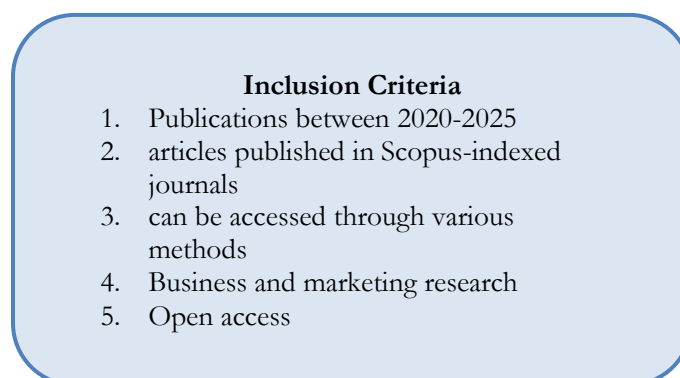 Inclusion Criteria
1. Publications between 2020-2025
2. articles published in Scopus-indexed
journals
3. can be accessed through various
methods
4. Business and marketing research
5. Open access